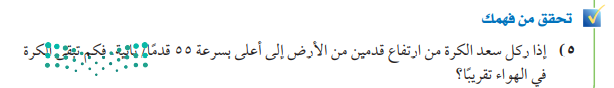 تحقق من فهمك
٥) إذا ركل سعد الكرة من ارتفاع قدمين من الأرض إلى أعلى بسرعة ٥٥ قدمًا/ ثانية، فكم تبقى الكرة
في الهواء تقريبًا؟